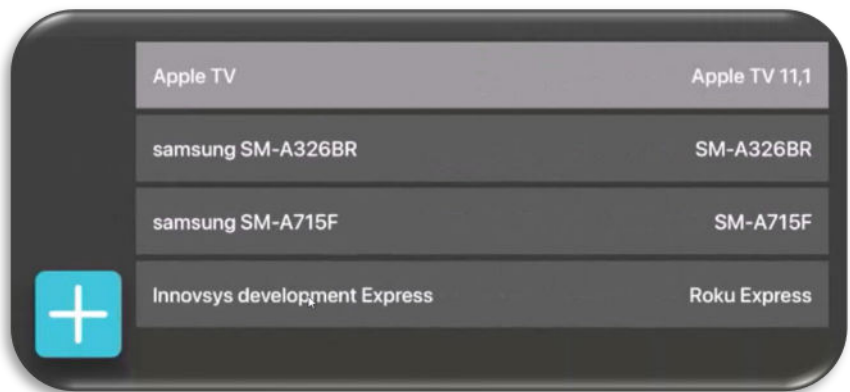 Apple TV Apple TV 11,1
samsung SM-A326BR SM-A326BR
samsung SM-A715F SM-A715F
Innovsys development Express Roku Express